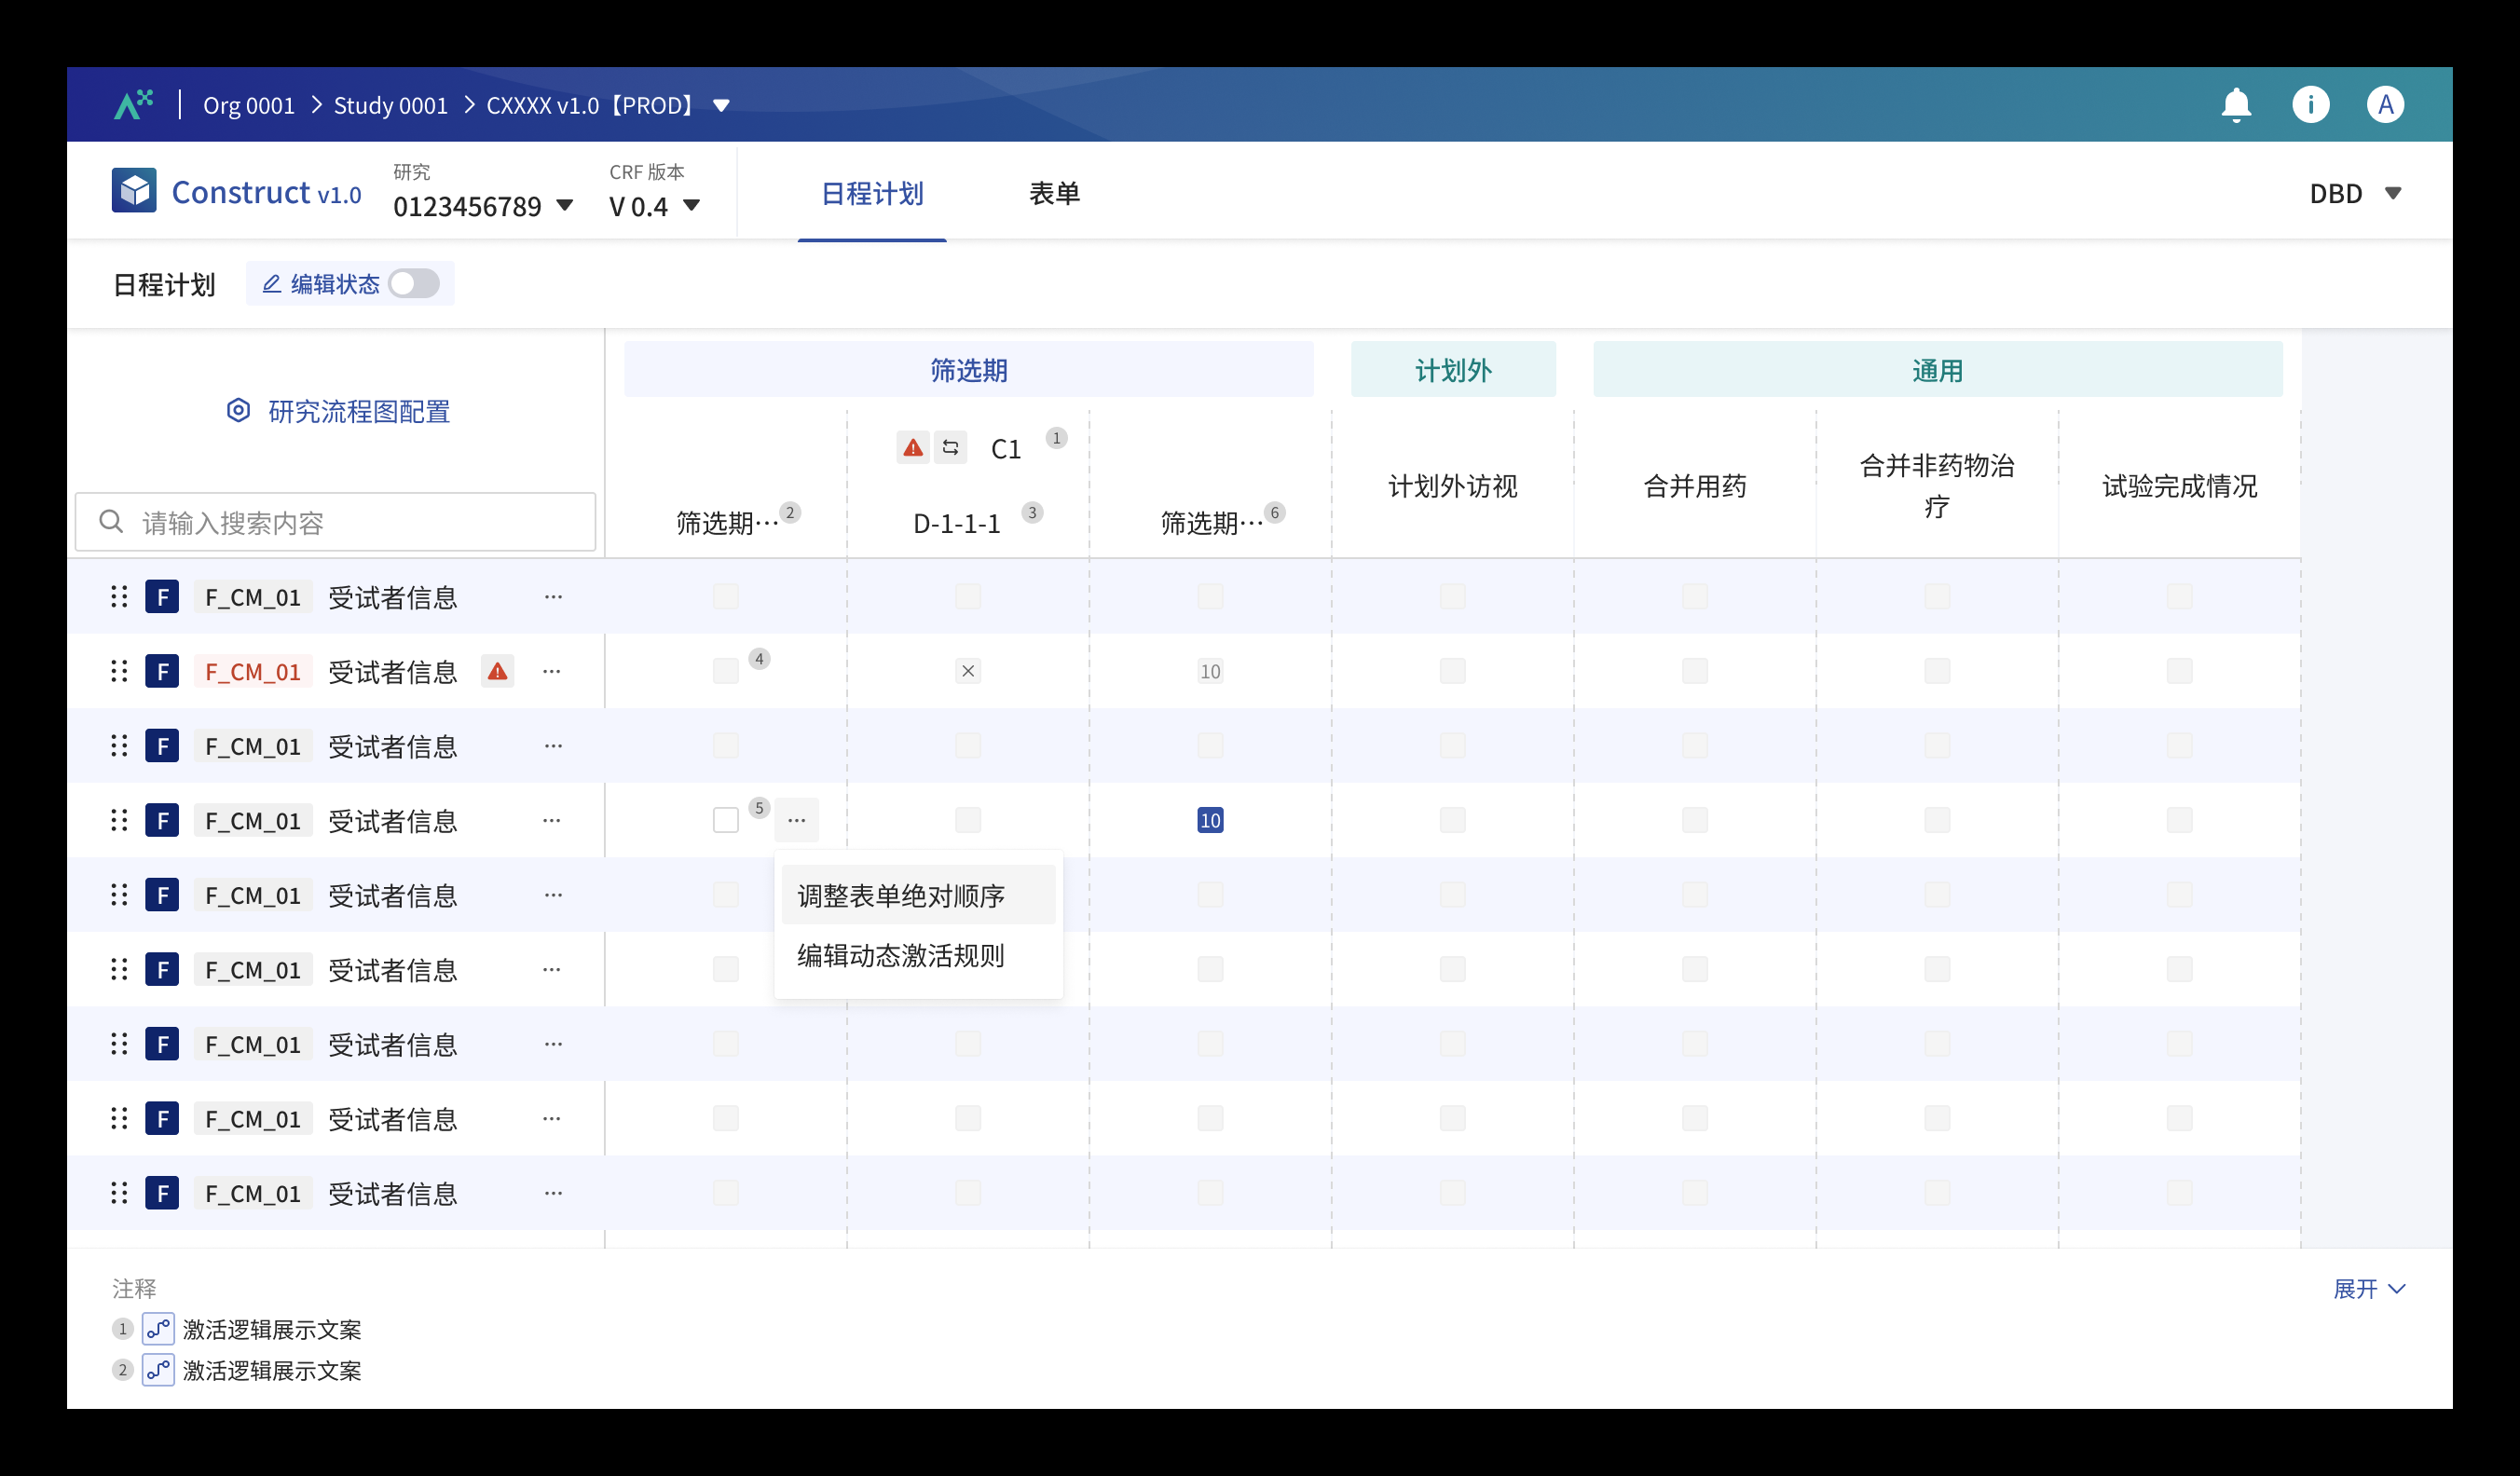 Org 0001 > Study 0001 > CXXXX v1.0【PROD】
A
Construct v1.0
研究
0123456789
CRF 版本
V 0.4
日程计划
表单
DBD
日程计划
编辑状态
筛选期
计划外
通用
研究流程图配置
C1 1
请输入搜索内容
筛选期… 2
D-1-1-1 3
筛选期… 6
计划外访视
合并用药
合并非药物治
疗
试验完成情况
F F_CM_01 受试者信息 …
F F_CM_01 受试者信息 … 4 10
F F_CM_01 受试者信息 …
F F_CM_01 受试者信息 … 5 … 10
调整表单绝对顺序
编辑动态激活规则
F F_CM_01 受试者信息 …
F F_CM_01 受试者信息 …
F F_CM_01 受试者信息 …
F F_CM_01 受试者信息 …
F F_CM_01 受试者信息 …
注释
展开
1 激活逻辑展示文案
2 激活逻辑展示文案